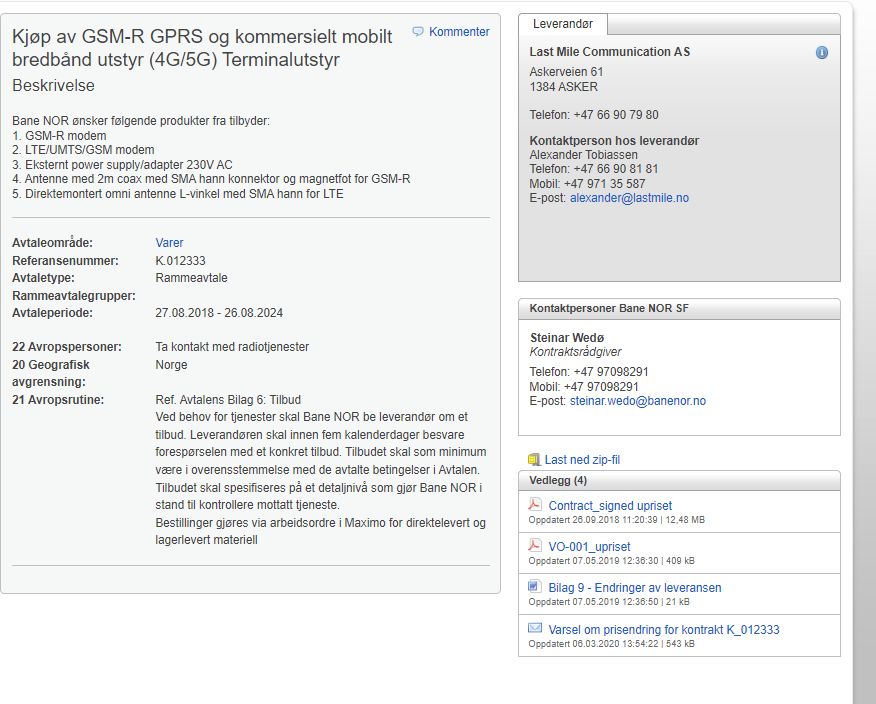 Kjøp av GSM-R GPRS og kommersielt mobilt
bredbånd utstyr (4G/5G) Terminalutstyr
Kommenter
Beskrivelse
Bane NOR ønsker følgende produkter fra tilbyder:
1. GSM-R modem
2. LTE/UMTS/GSM modem
3. Eksternt power supply/adapter 230V AC
4. Antenne med 2m coax med SMA hann konnektor og magnetfot for GSM-R
5. Direktemontert omni antenne L-vinkel med SMA hann for LTE
Avtaleområde: Varer
Referansenummer: K.012333
Avtaletype: Rammeavtale
Rammeavtalegrupper:
Avtaleperiode: 27.08.2018 - 26.08.2024
22 Avropspersoner: Ta kontakt med radiotjenester
20 Geografisk Norge
avgrensning:
21 Avropsrutine: Ref. Avtalens Bilag 6: Tilbud
Ved behov for tjenester skal Bane NOR be leverandør om et
tilbud. Leverandøren skal innen fem kalenderdager besvare
forespørselen med et konkret tilbud. Tilbudet skal som minimum
være i overensstemmelse med de avtalte betingelser i Avtalen.
Tilbudet skal spesifiseres på et detaljnivå som gjør Bane NOR i
stand til kontrollere mottatt tjeneste.
Bestillinger gjøres via arbeidsordre i Maximo for direktelevert og
lagerlevert materiell
Leverandør
Last Mile Communication AS
Askerveien 61
1384 ASKER
Telefon: +47 66 90 79 80
Kontaktperson hos leverandør
Alexander Tobiassen
Telefon: +47 66 90 81 81
Mobil: +47 971 35 587
E-post: alexander@lastmile.no
Kontaktpersoner Bane NOR SF
Steinar Wedø
Kontraktsrådgiver
Telefon: +47 97098291
Mobil: +47 97098291
E-post: steinar.wedo@banenor.no
Last ned zip-fil
Vedlegg (4)
Contract_signed upriset
Oppdatert 26.09.2018 11:20:39 | 12,48 MB
VO-001_upriset
Oppdatert 07.05.2019 12:36:30 | 409 kB
Bilag 9 - Endringer av leveransen
Oppdatert 07.05.2019 12:36:50 | 21 kB
Varsel om prisendring for kontrakt K_012333
Oppdatert 06.03.2020 13:54:22 | 543 kB